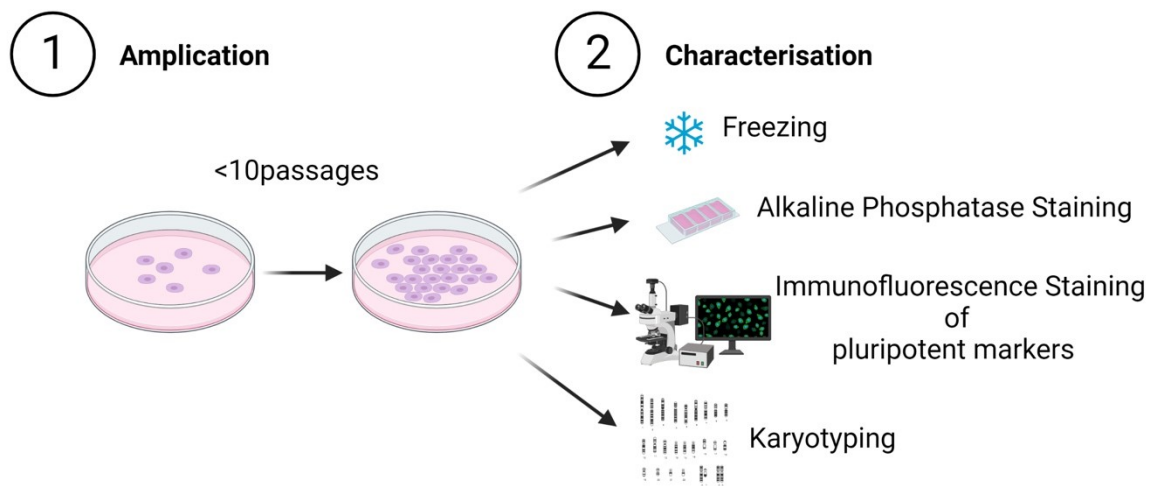 1 Amplication
2 Characterisation
<10passages
Freezing
Alkaline Phosphatase Staining
Immunofluorescence Staining
of
pluripotent markers
Karyotyping